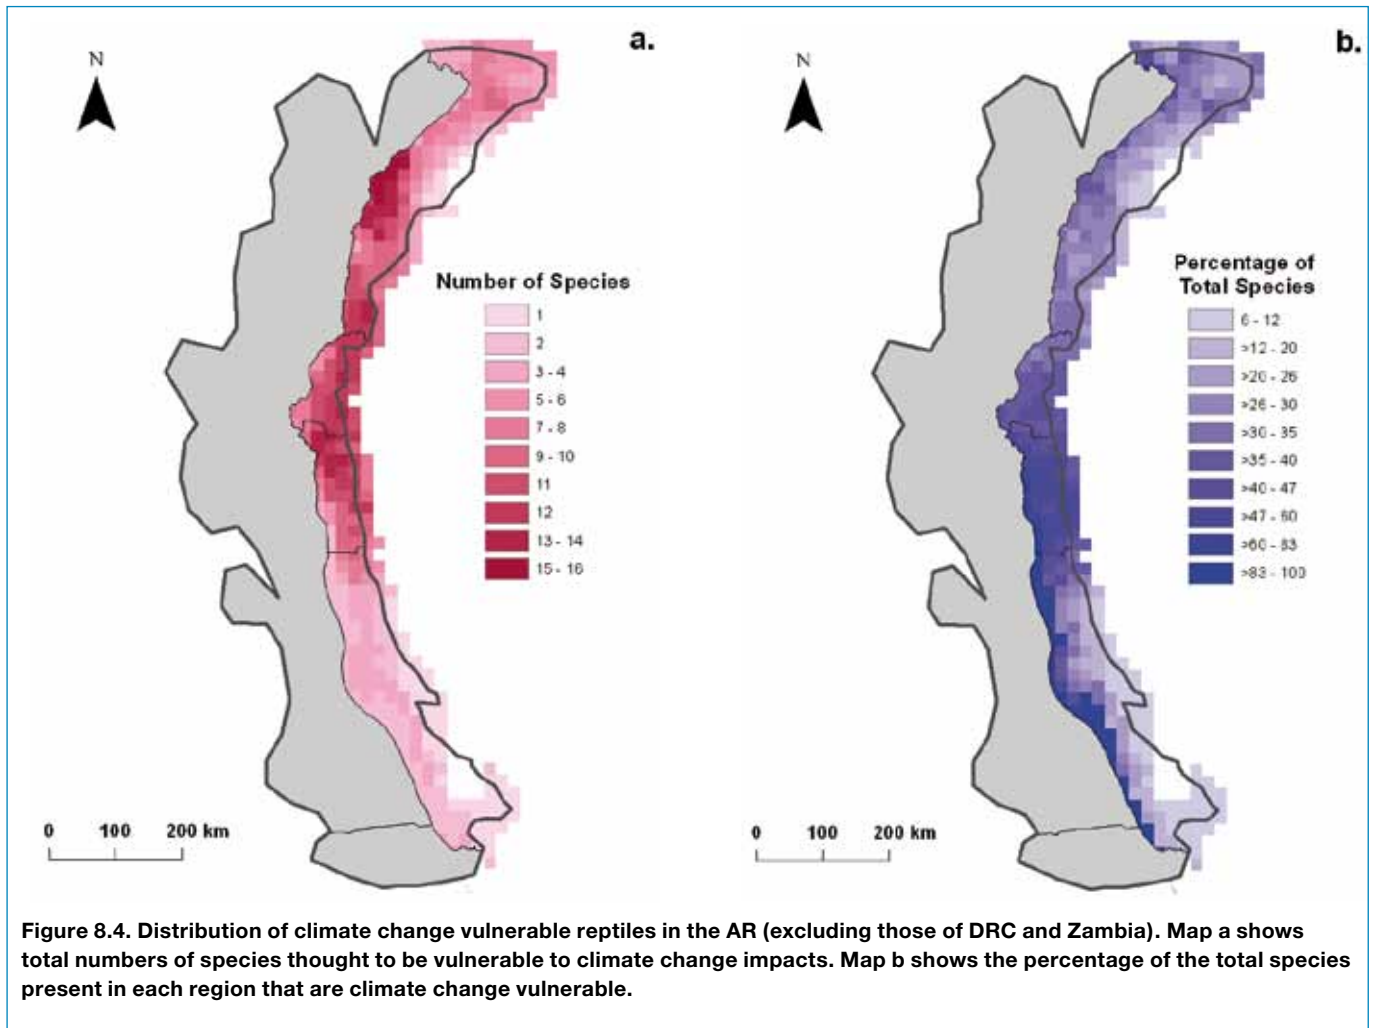 a.
N
Number of Species
1
2
3 - 4
5 - 6
7 - 8
9 - 10
11
12
13 - 14
15 - 16
0 100 200 km
b.
N
Percentage of
Total Species
6 - 12
>12 - 20
>20 - 26
>26 - 30
>30 - 35
>35 - 40
>40 - 47
>47 - 60
>60 - 83
>83 - 100
0 100 200 km
Figure 8.4. Distribution of climate change vulnerable reptiles in the AR (excluding those of DRC and Zambia). Map a shows
total numbers of species thought to be vulnerable to climate change impacts. Map b shows the percentage of the total species
present in each region that are climate change vulnerable.